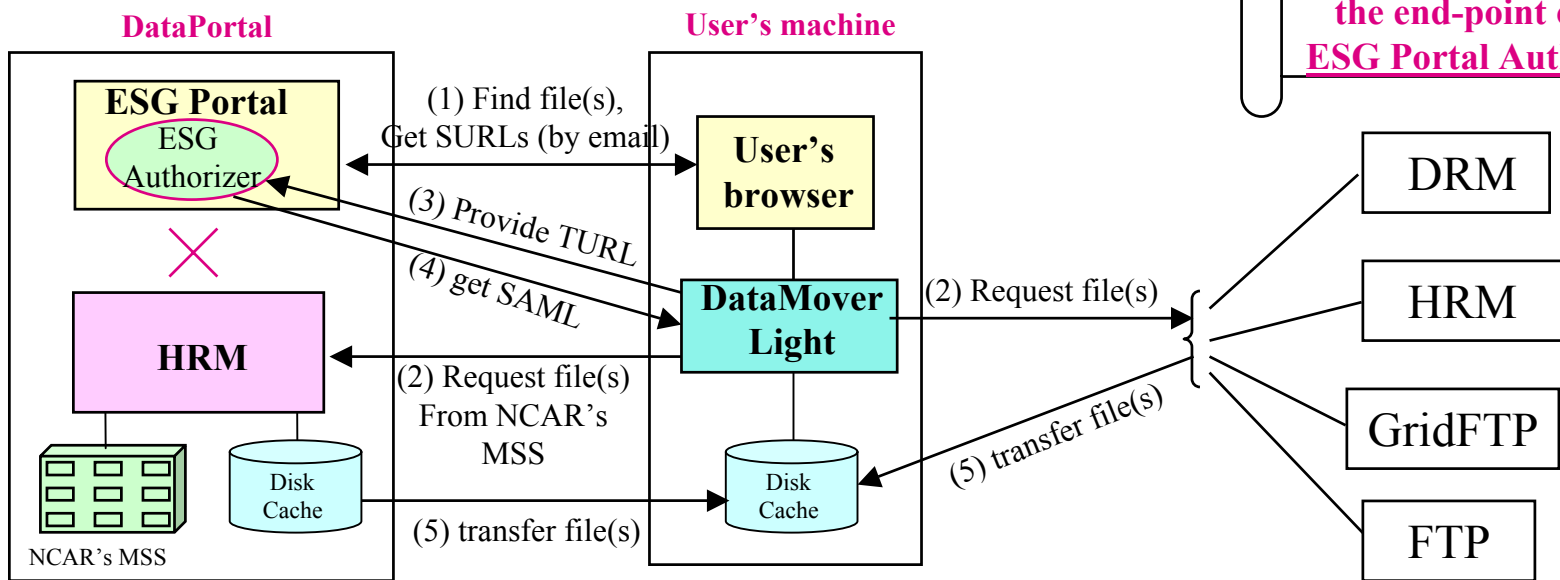 DataPortal
User's machine
the end-point
ESG Portal
ESG Portal
ESG
Authorizer
(1) Find file(s),
Get SURLs (by email)
User's
browser
(3) Provide TURL
(4) get SAML
HRM
DataMover
Light
(2) Request file(s)
From NCAR's
MSS
(2) Request file(s)
(5) transfer file(s)
Disk
Cache
Disk
Cache
NCAR's MSS
(5) transfer file(s)
DRM
HRM
GridFTP
FTP